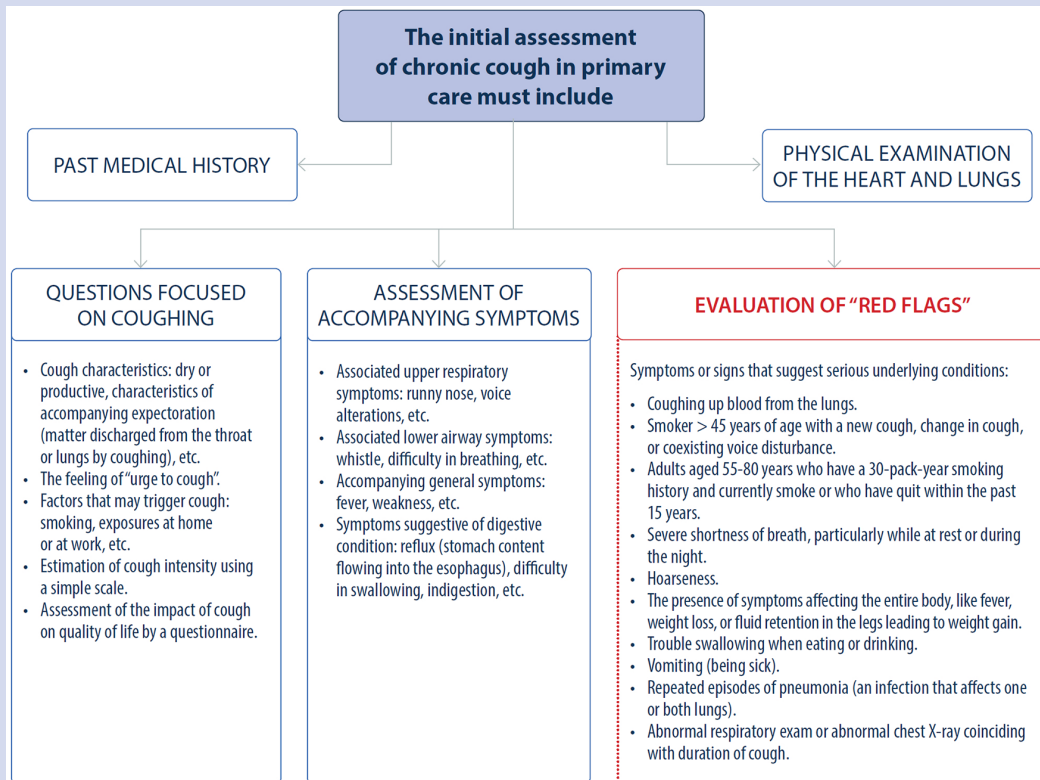 The initial assessment
of chronic cough in primary
care must include
PAST MEDICAL HISTORY
PHYSICAL EXAMINATION
OF THE HEART AND LUNGS
QUESTIONS FOCUSED
ON COUGHING
• Cough characteristics: dry or
productive, characteristics of
accompanying expectoration
(matter discharged from the throat
or lungs by coughing), etc.
• The feeling of “urge to cough”.
• Factors that may trigger cough:
smoking, exposures at home
or at work, etc.
• Estimation of cough intensity using
a simple scale.
• Assessment of the impact of cough
on quality of life by a questionnaire.
ASSESSMENT OF
ACCOMPANYING SYMPTOMS
• Associated upper respiratory
symptoms: runny nose, voice
alterations, etc.
• Associated lower airway symptoms:
whistle, difficulty in breathing, etc.
• Accompanying general symptoms:
fever, weakness, etc.
• Symptoms suggestive of digestive
condition: reflux (stomach content
flowing into the esophagus), difficulty
in swallowing, indigestion, etc.
EVALUATION OF “RED FLAGS”
Symptoms or signs that suggest serious underlying conditions:
• Coughing up blood from the lungs.
• Smoker > 45 years of age with a new cough, change in cough,
or coexisting voice disturbance.
• Adults aged 55-80 years who have a 30-pack-year smoking
history and currently smoke or who have quit within the past
15 years.
• Severe shortness of breath, particularly while at rest or during
the night.
• Hoarseness.
• The presence of symptoms affecting the entire body, like fever,
weight loss, or fluid retention in the legs leading to weight gain.
• Trouble swallowing when eating or drinking.
• Vomiting (being sick).
• Repeated episodes of pneumonia (an infection that affects one
or both lungs).
• Abnormal respiratory exam or abnormal chest X-ray coinciding
with duration of cough.